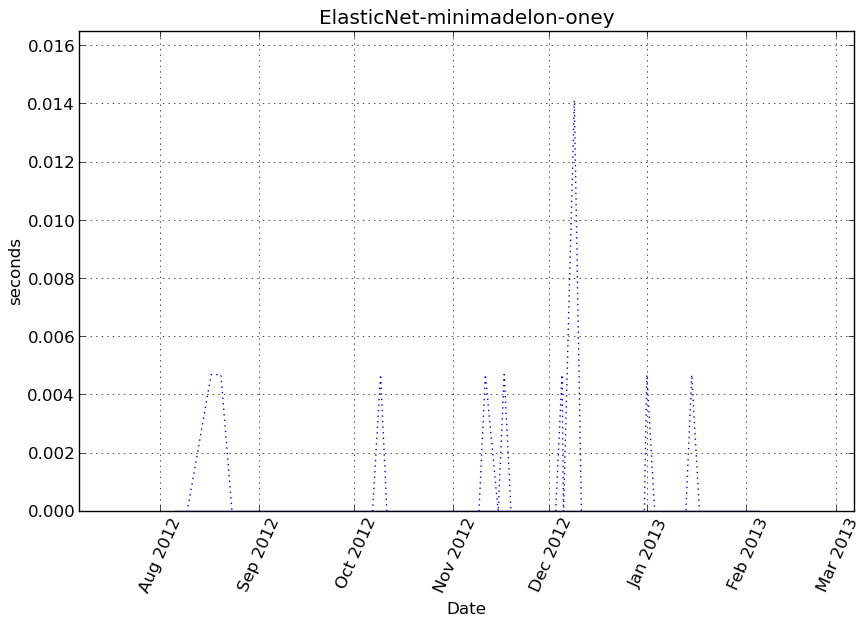 ElasticNet-minimadelon-oney
0.016
0.014
0.012
0.010
0.008
0.006
0.004
0.002
0.000
seconds
Aug 2012
Sep 2012
Oct 2012
Nov 2012
Dec 2012
Jan 2013
Feb 2013
Mar 2013
Date